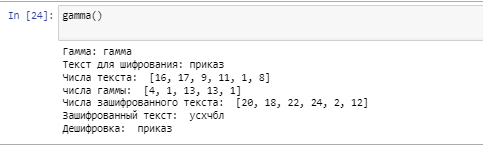 In [24]: gamma()
Гамма: гамма
Текст для шифрования: приказ
Числа текста:  [16, 17, 9, 11, 1, 8]
числа гаммы:  [4, 1, 13, 13, 1]
Числа зашифрованного текста:  [20, 18, 22, 24, 2, 12]
Зашифрованный текст:  усхчбл
Дешифровка:  приказ